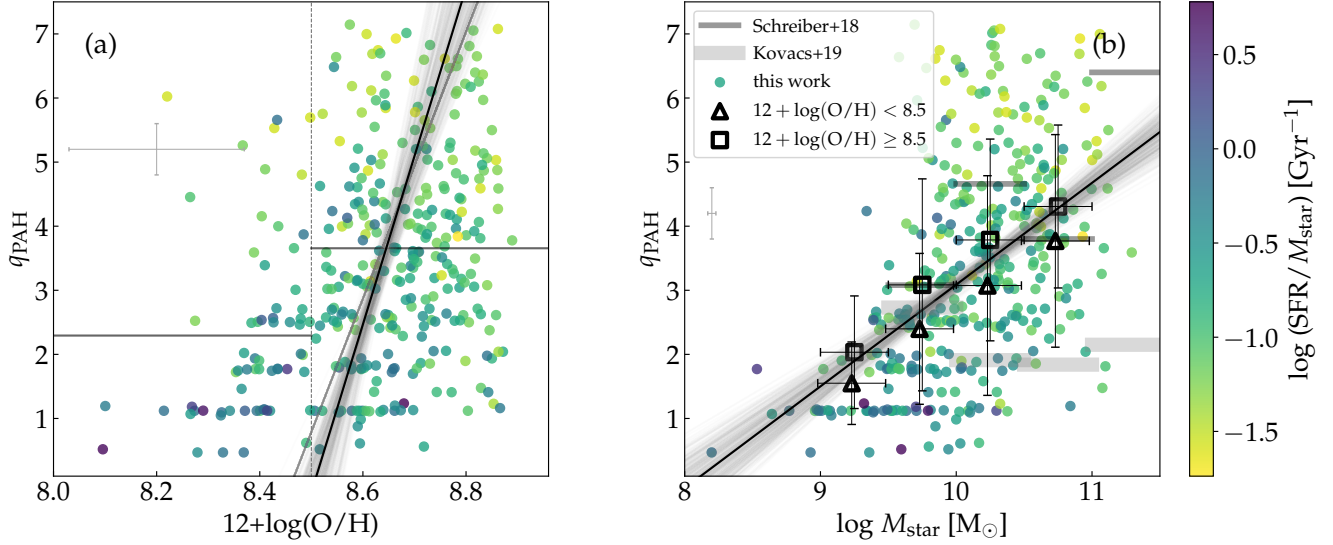 (a)
7
6
5
4
3
2
1
q_PAH
8.0 8.2 8.4 8.6 8.8
12+log(O/H)
(b)
Schreiber+18
Kovacs+19
this work
12 + log(O/H) < 8.5
12 + log(O/H) ≥ 8.5
7
6
5
4
3
2
1
q_PAH
8 9 10 11
log M_star [M_⊙]
0.5
0.0
−0.5
−1.0
−1.5
log (SFR/M_star) [Gyr⁻¹]